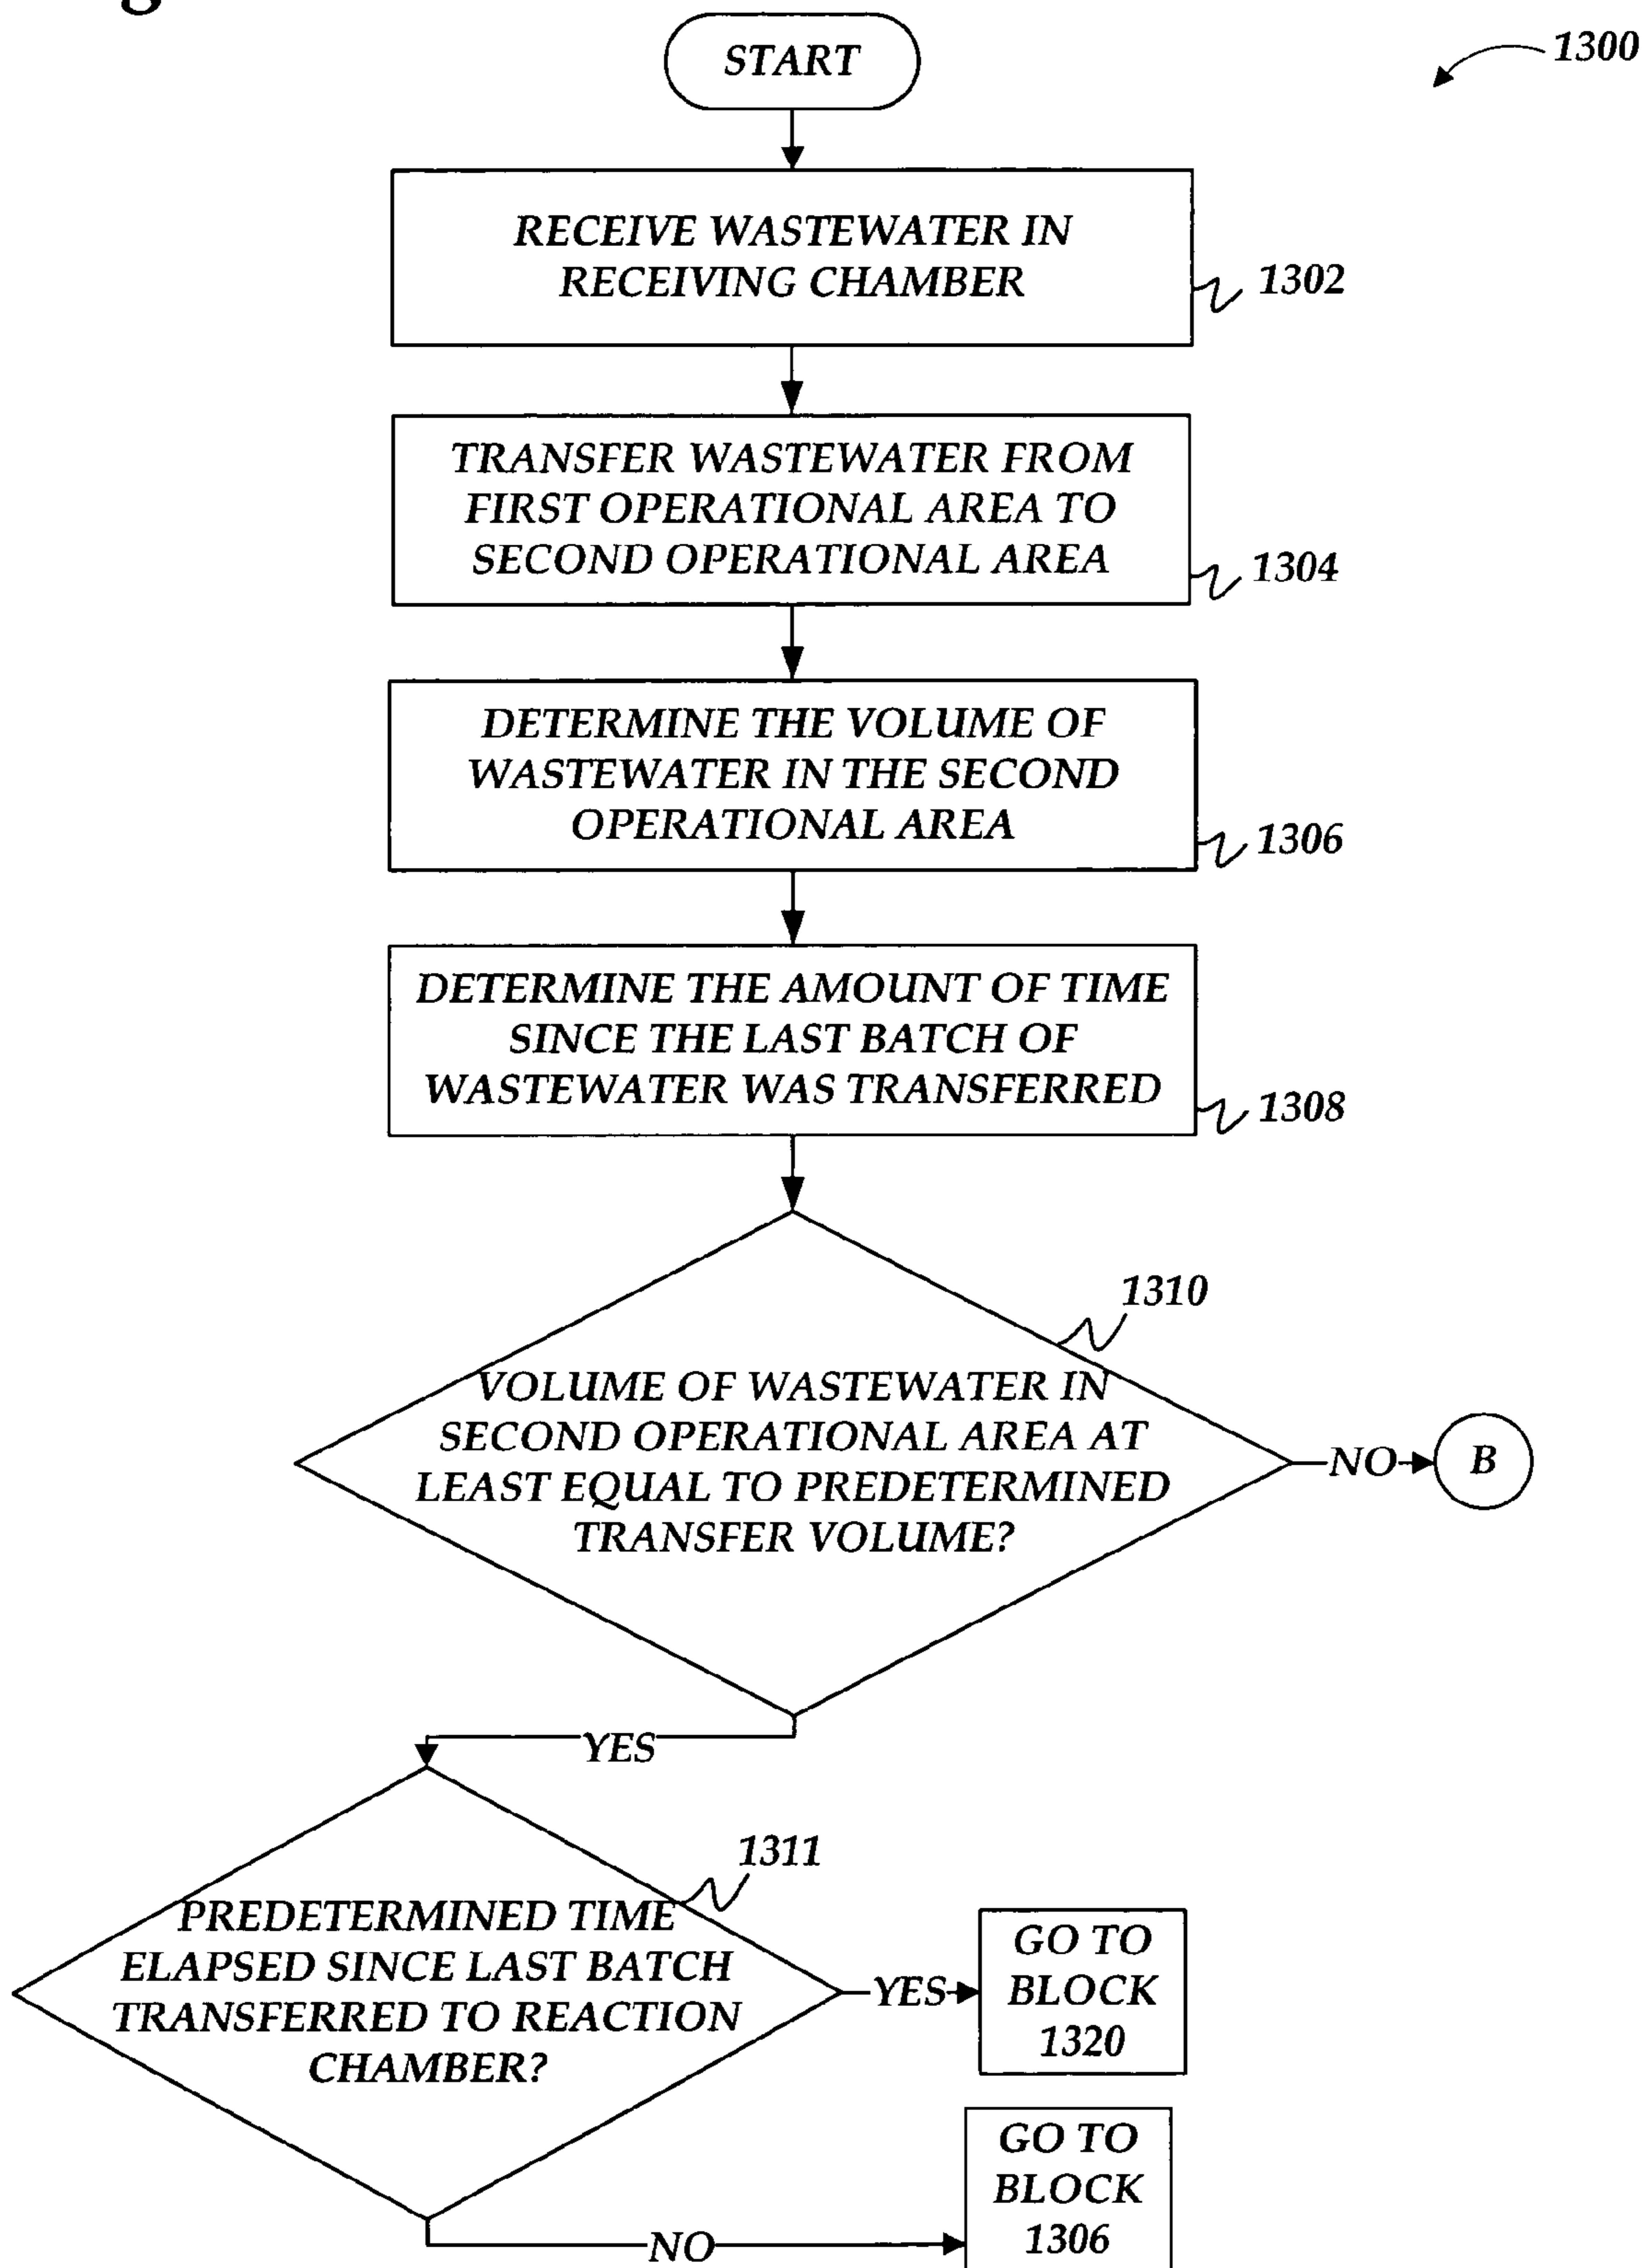 START
1300
RECEIVE WASTEWATER IN
RECEIVING CHAMBER
1302
TRANSFER WASTEWATER FROM
FIRST OPERATIONAL AREA TO
SECOND OPERATIONAL AREA
1304
DETERMINE THE VOLUME OF
WASTEWATER IN THE SECOND
OPERATIONAL AREA
1306
DETERMINE THE AMOUNT OF TIME
SINCE THE LAST BATCH OF
WASTEWATER WAS TRANSFERRED
1308
1310
VOLUME OF WASTEWATER IN
SECOND OPERATIONAL AREA AT
LEAST EQUAL TO PREDETERMINED
TRANSFER VOLUME?
NO
B
YES
1311
PREDETERMINED TIME
ELAPSED SINCE LAST BATCH
TRANSFERRED TO REACTION
CHAMBER?
YES
GO TO
BLOCK
1320
GO TO
BLOCK
1306
NO